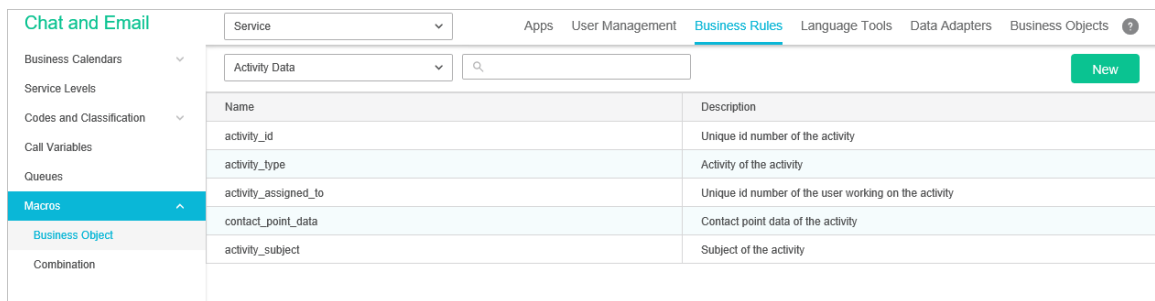 Chat and Email
Service
Apps User Management Business Rules Language Tools Data Adapters Business Objects ?
Business Calendars
Service Levels
Codes and Classification
Call Variables
Queues
Macros
Business Object
Combination
Activity Data
New
Name Description
activity_id Unique id number of the activity
activity_type Activity of the activity
activity_assigned_to Unique id number of the user working on the activity
contact_point_data Contact point data of the activity
activity_subject Subject of the activity